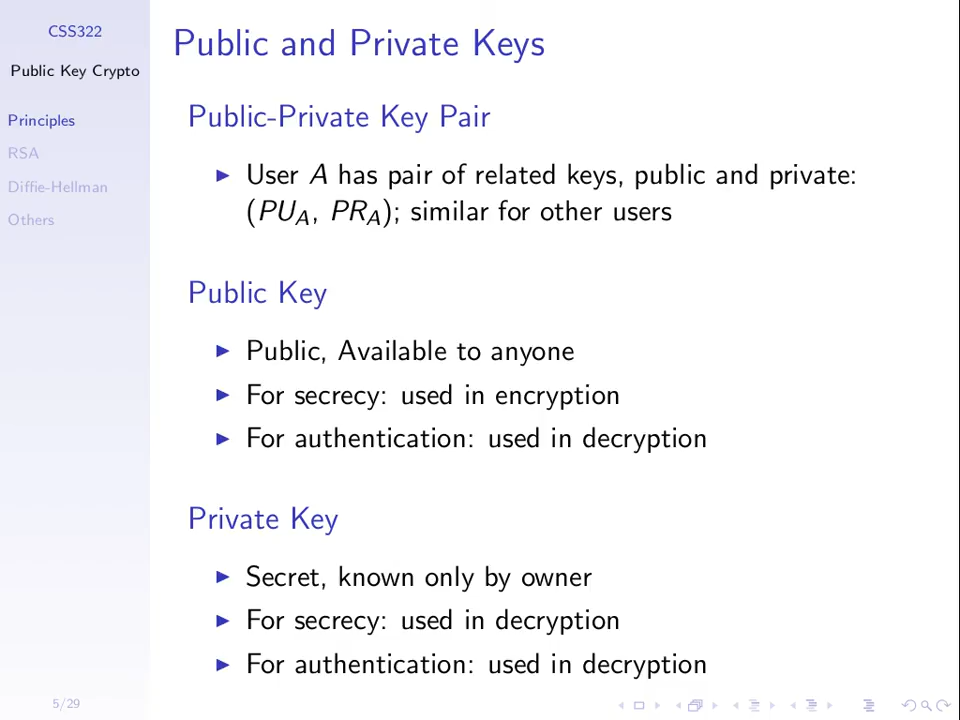 CSS322
Public Key Crypto
Principles
RSA
Diffie-Hellman
Others
Public and Private Keys
Public-Private Key Pair
User A has pair of related keys, public and private:
(PU_A, PR_A); similar for other users
Public Key
Public, Available to anyone
For secrecy: used in encryption
For authentication: used in decryption
Private Key
Secret, known only by owner
For secrecy: used in decryption
For authentication: used in decryption
5/29